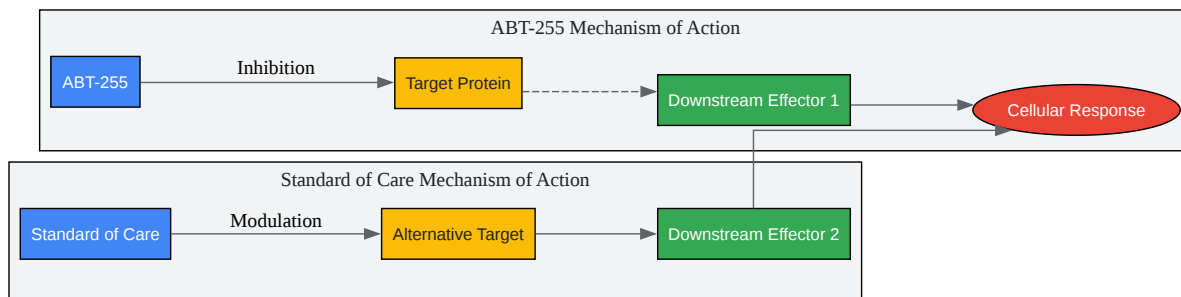 ABT-255 Mechanism of Action
ABT-255
Inhibition
Target Protein
Downstream Effector 1
Cellular Response
Standard of Care Mechanism of Action
Standard of Care
Modulation
Alternative Target
Downstream Effector 2